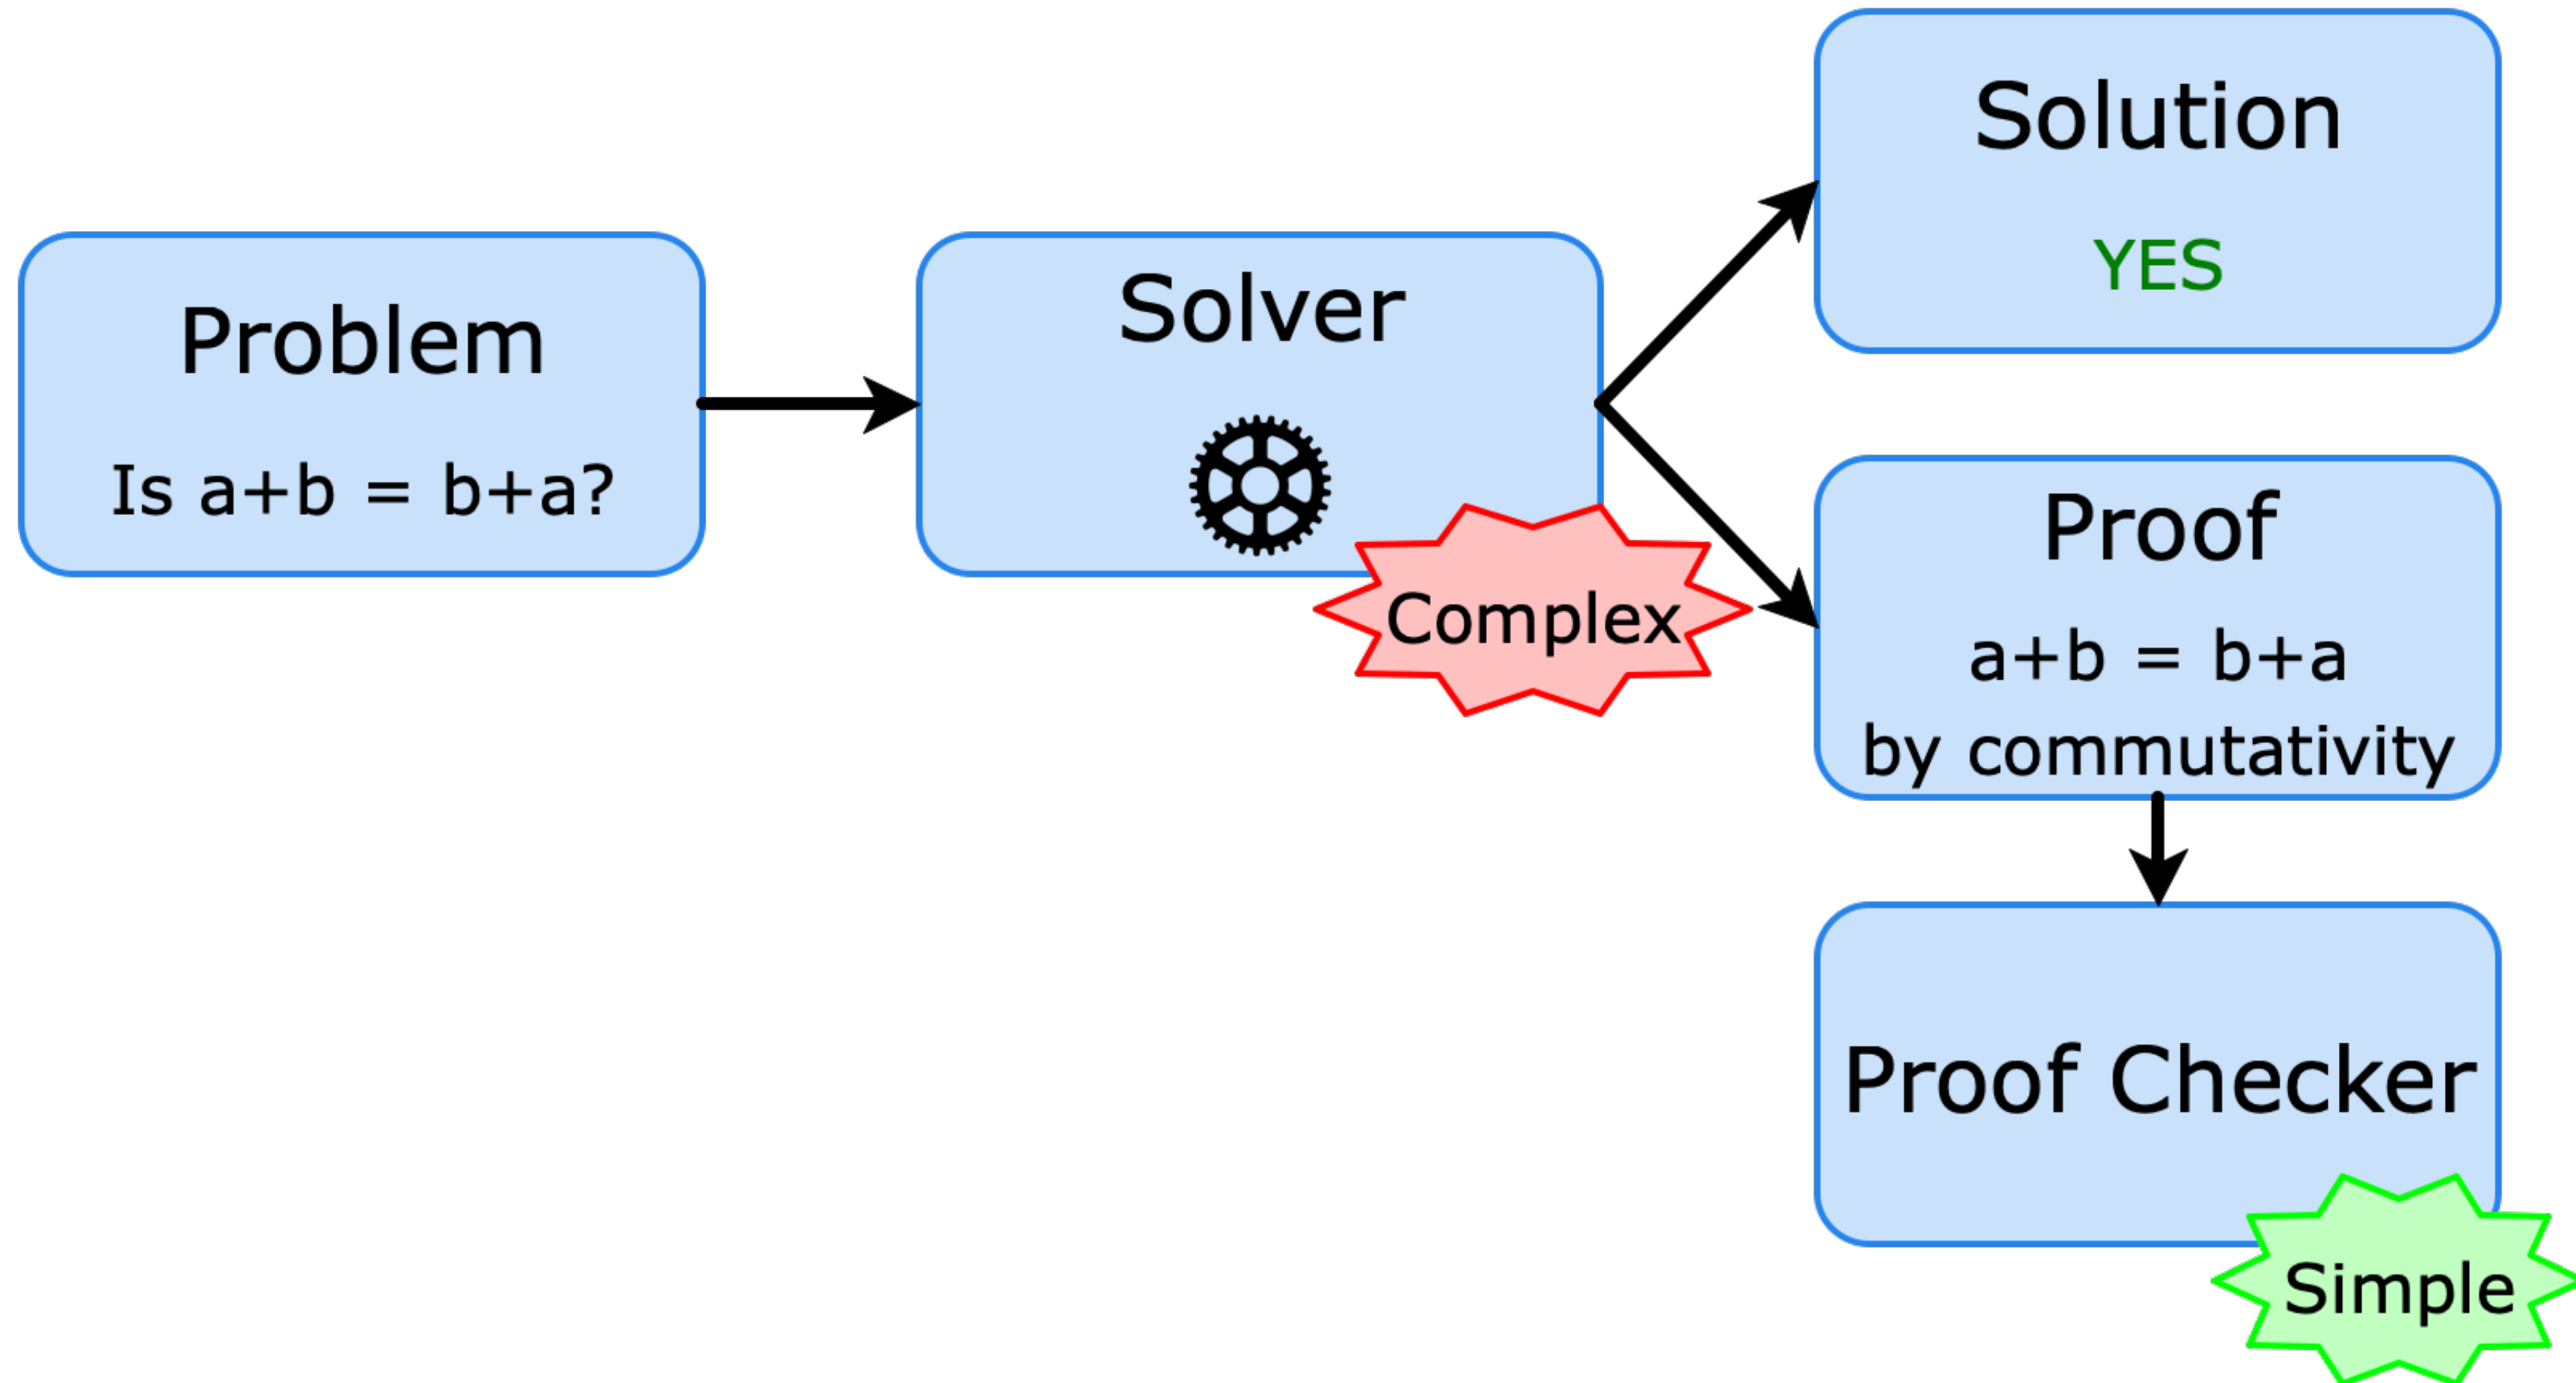 Problem
Is a+b = b+a?
Solver
Complex
Solution
YES
Proof
a+b = b+a
by commutativity
Proof Checker
Simple